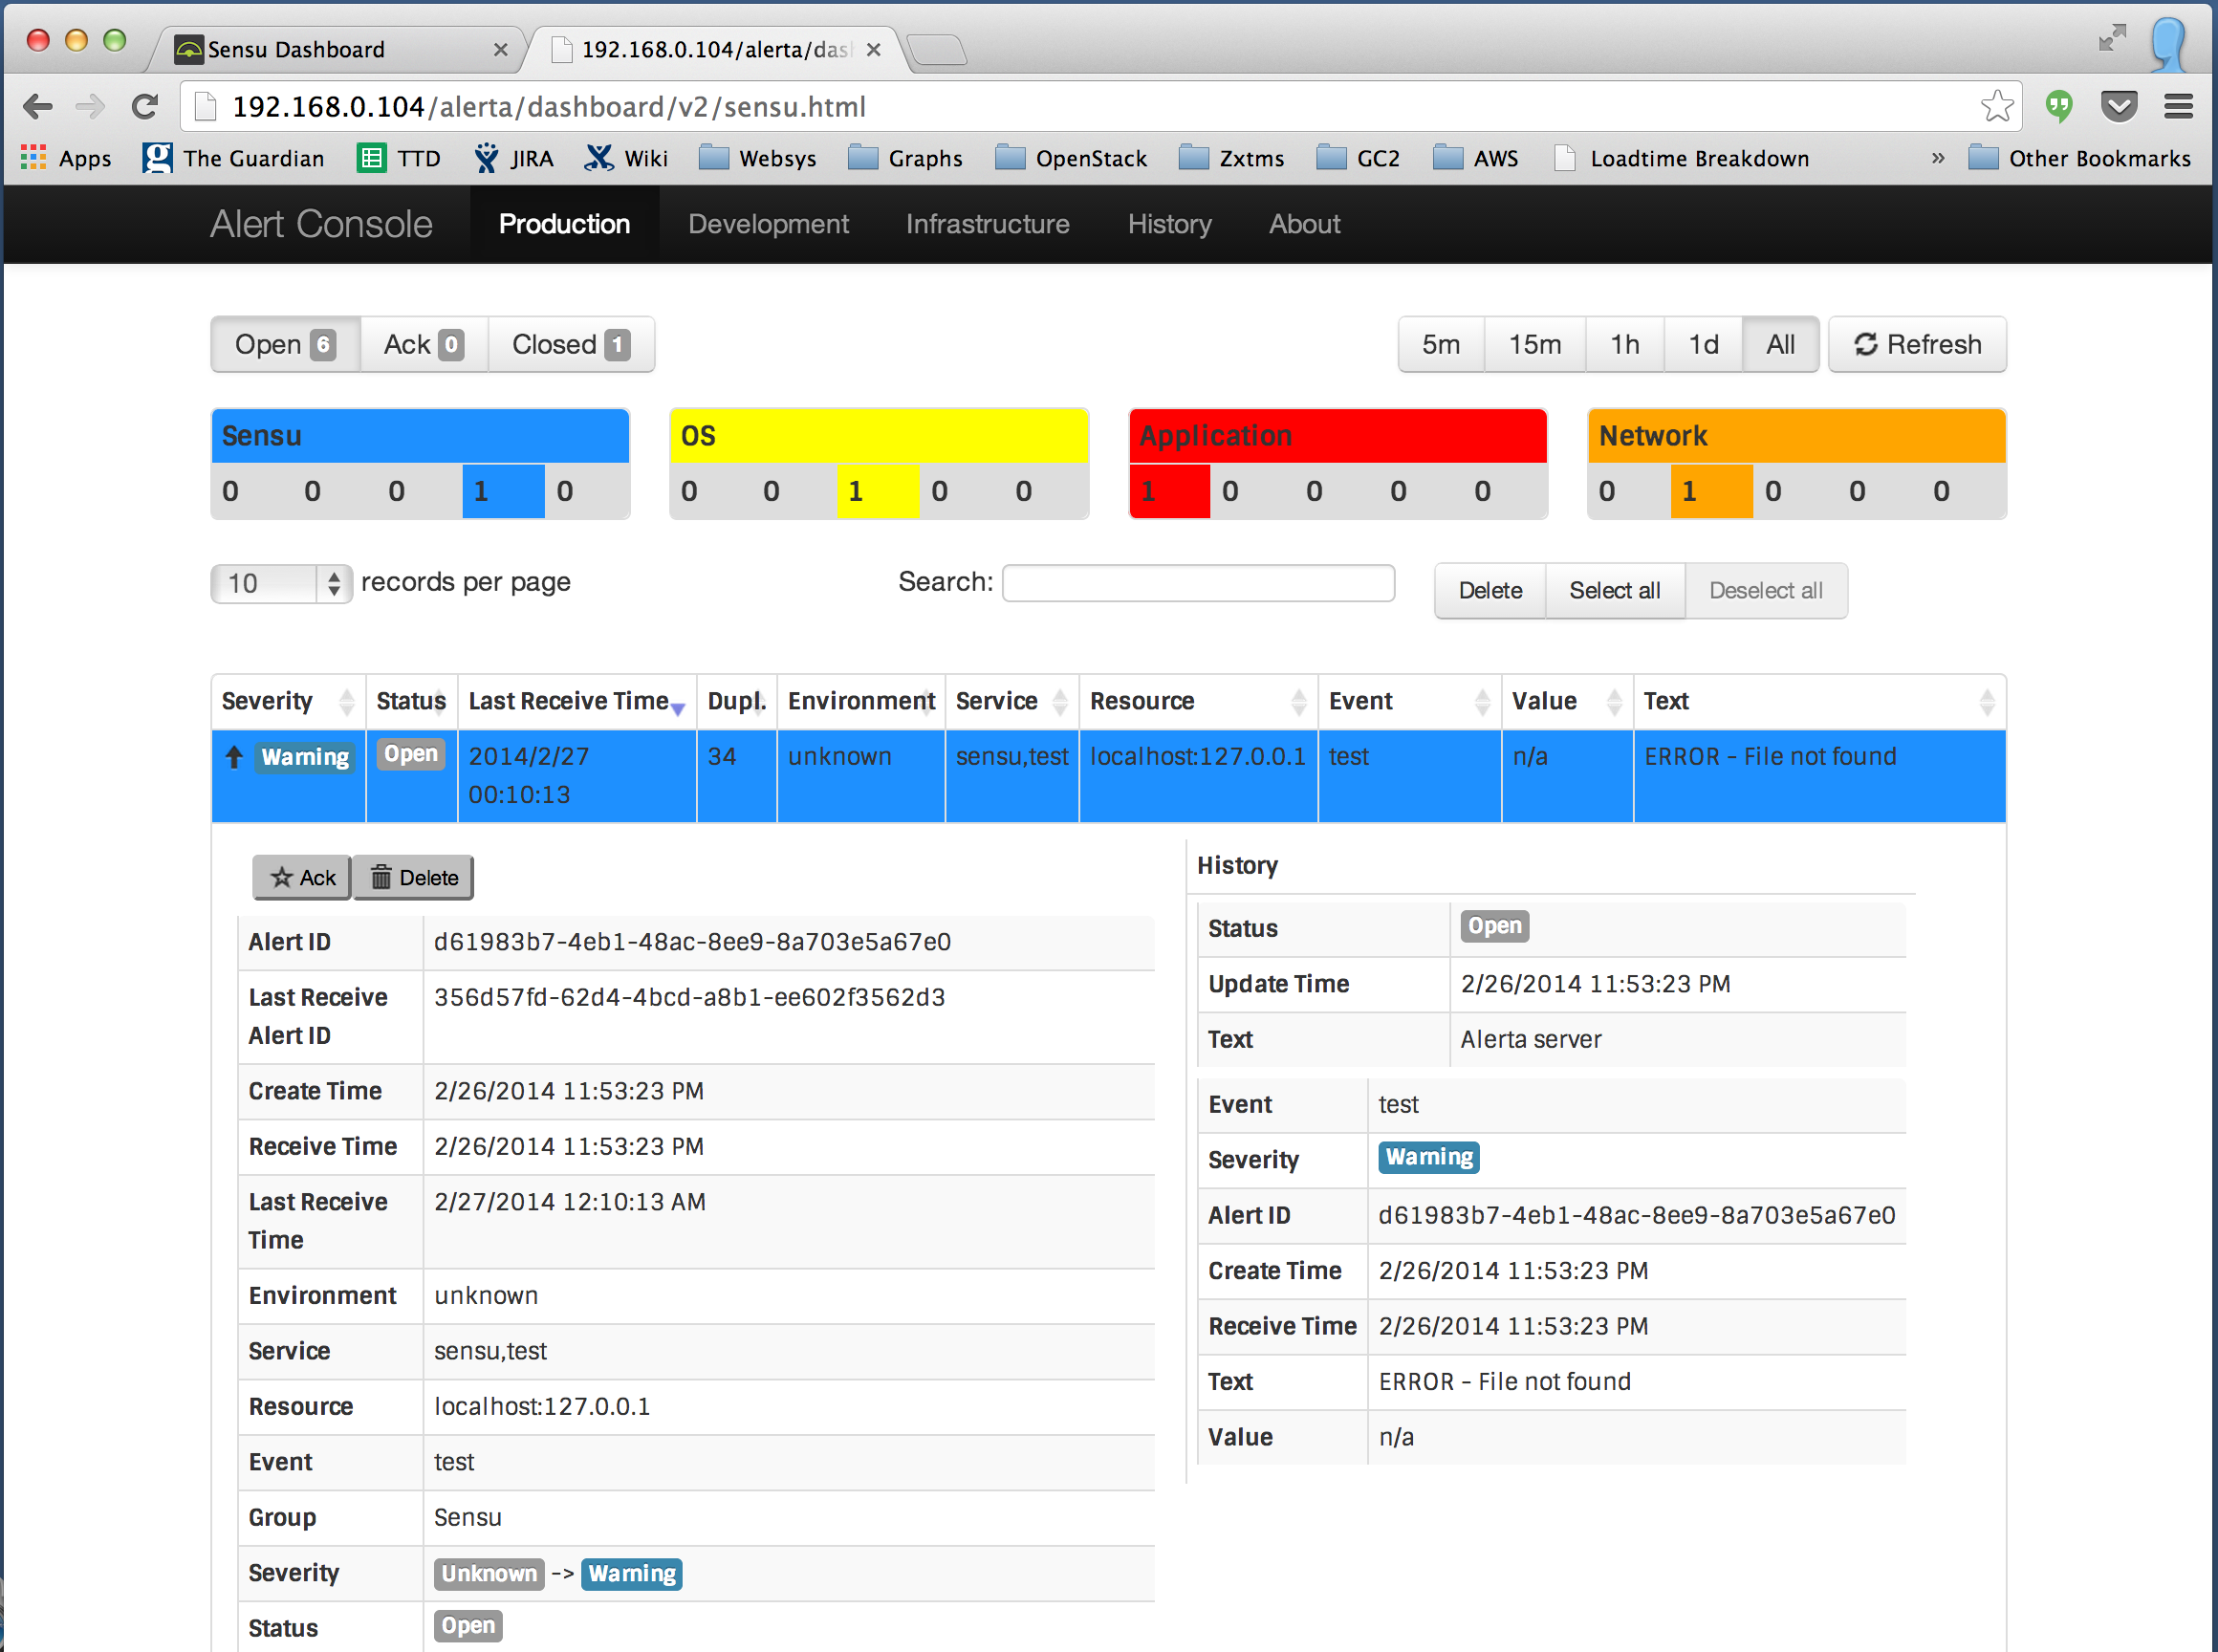 Sensu Dashboard
192.168.0.104/alerta/das
192.168.0.104/alerta/dashboard/v2/sensu.html
Apps The Guardian TTD JIRA Wiki Websys Graphs OpenStack Zxtms GC2 AWS Loadtime Breakdown » Other Bookmarks
Alert Console Production Development Infrastructure History About
Open 6 Ack 0 Closed 1 5m 15m 1h 1d All Refresh
Sensu OS Application Network
0 0 0 1 0 0 0 1 0 0 1 0 0 0 0 0 1 0 0 0
10 records per page Search: Delete Select all Deselect all
Severity Status Last Receive Time Dupl. Environment Service Resource Event Value Text
Warning Open 2014/2/27 34 unknown sensu,test localhost:127.0.0.1 test n/a ERROR - File not found
00:10:13
Ack Delete
Alert ID d61983b7-4eb1-48ac-8ee9-8a703e5a67e0
Last Receive 356d57fd-62d4-4bcd-a8b1-ee602f3562d3
Alert ID
Create Time 2/26/2014 11:53:23 PM
Receive Time 2/26/2014 11:53:23 PM
Last Receive 2/27/2014 12:10:13 AM
Time
Environment unknown
Service sensu,test
Resource localhost:127.0.0.1
Event test
Group Sensu
Severity Unknown -> Warning
Status Open
History
Status Open
Update Time 2/26/2014 11:53:23 PM
Text Alerta server
Event test
Severity Warning
Alert ID d61983b7-4eb1-48ac-8ee9-8a703e5a67e0
Create Time 2/26/2014 11:53:23 PM
Receive Time 2/26/2014 11:53:23 PM
Text ERROR - File not found
Value n/a